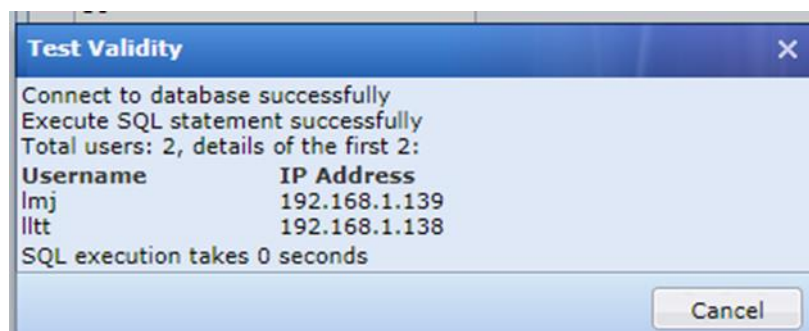 Test Validity
Connect to database successfully
Execute SQL statement successfully
Total users: 2, details of the first 2:
Username IP Address
lmj 192.168.1.139
lltt 192.168.1.138
SQL execution takes 0 seconds
Cancel